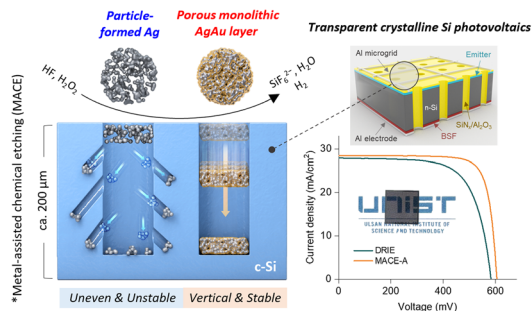 Particle-
formed Ag
Porous monolithic
AgAu layer
HF, H₂O₂
SiF₆²⁻, H₂O
H₂
*Metal-assisted chemical etching (MACE)
ca. 200 μm
c-Si
Uneven & Unstable
Vertical & Stable
Transparent crystalline Si photovoltaics
Al microgrid
Emitter
n-Si
Al electrode
BSF
SiNₓ/Al₂O₃
Current density (mA/cm²)
30
20
10
0
UNIST
ULSAN NATIONAL INSTITUTE OF
SCIENCE AND TECHNOLOGY
DRIE
MACE-A
0
200
400
600
800
Voltage (mV)